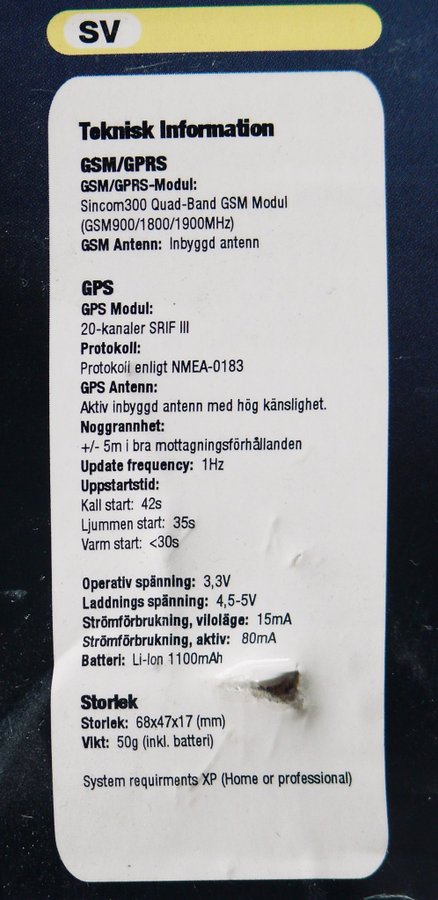 SV
Teknisk Information
GSM/GPRS
GSM/GPRS-Modul:
Sincom300 Quad-Band GSM Modul
(GSM900/1800/1900MHz)
GSM Antenn: Inbyggd antenn
GPS
GPS Modul:
20-kanaler SRIF III
Protokoll:
Protokoll enligt NMEA-0183
GPS Antenn:
Aktiv inbyggd antenn med hög känslighet.
Noggrannhet:
+/- 5m i bra mottagningsförhållanden
Update frequency: 1Hz
Uppstartstid:
Kall start: 42s
Ljummen start: 35s
Varm start: <30s
Operativ spänning: 3,3V
Laddnings spänning: 4,5-5V
Strömförbrukning, viloläge: 15mA
Strömförbrukning, aktiv: 80mA
Batteri: Li-Ion 1100mAh
Storlek
Storlek: 68x47x17 (mm)
Vikt: 50g (inkl. batteri)
System requirments XP (Home or professional)